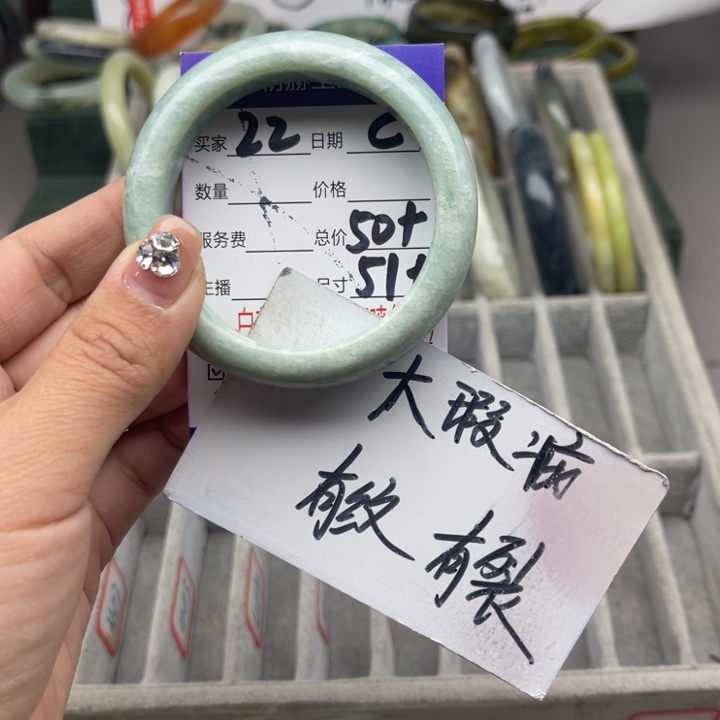 买家 22 日期 C
数量 价格
服务费 总价 50+
主播 尺寸 51+
大瑕病
有纹 有裂